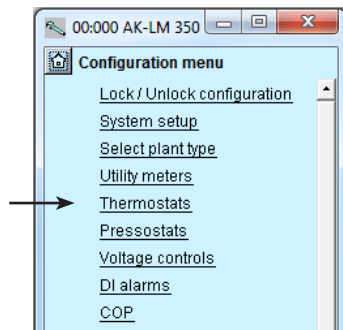 00:000 AK-LM 350
Configuration menu
Lock / Unlock configuration
System setup
Select plant type
Utility meters
Thermostats
Pressostats
Voltage controls
DI alarms
COP